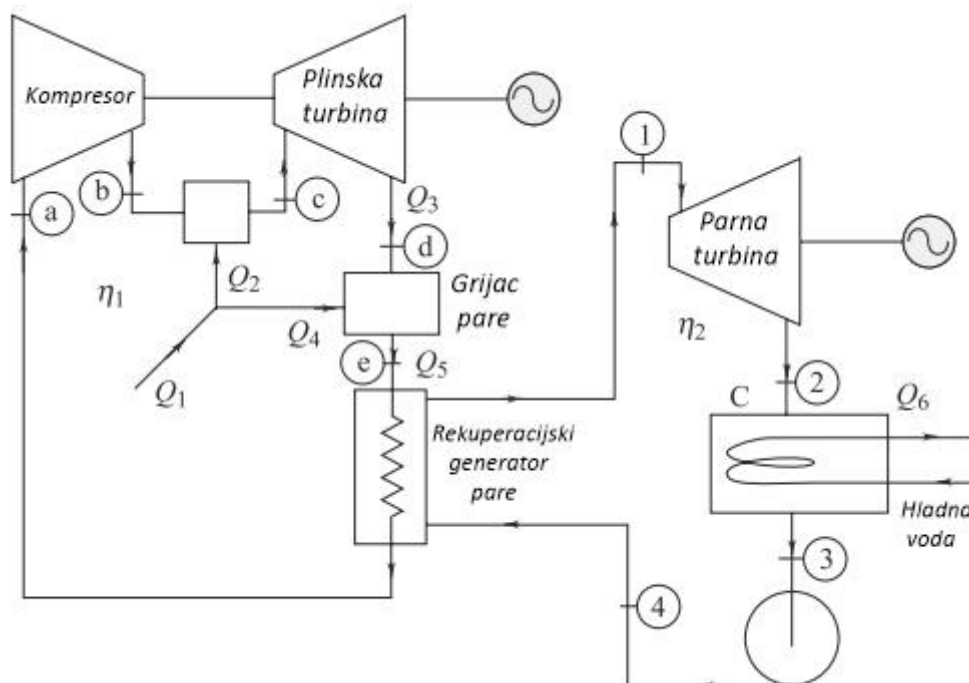 Kompresor
Plinska
turbina
1
b
c
a
Q3
Parna
turbina
d
η1
Q2
Grijac
pare
Q4
η2
e
Q5
Q1
2
C
Q6
Rekuperacijski
generator
pare
Hladna
voda
3
4